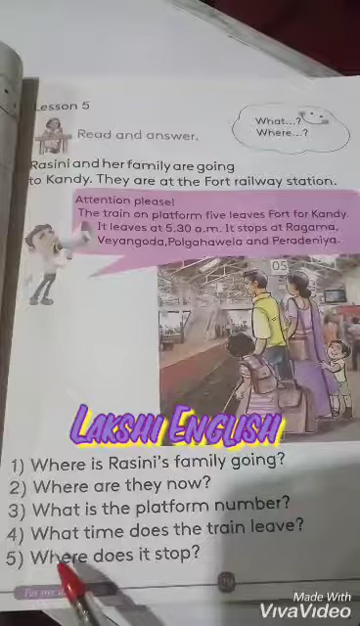 Lesson 5
What...?
Where...?
Read and answer.
Rasini and her family are going
to Kandy. They are at the Fort railway station.
Attention please!
The train on platform five leaves Fort for Kandy.
It leaves at 5.30 a.m. It stops at Ragama,
Veyangoda,Polgahawela and Peradeniya.
05
LAKSHI ENGLISH
1) Where is Rasini's family going?
2) Where are they now?
3) What is the platform number?
4) What time does the train leave?
5) Where does it stop?
Made With
VivaVideo